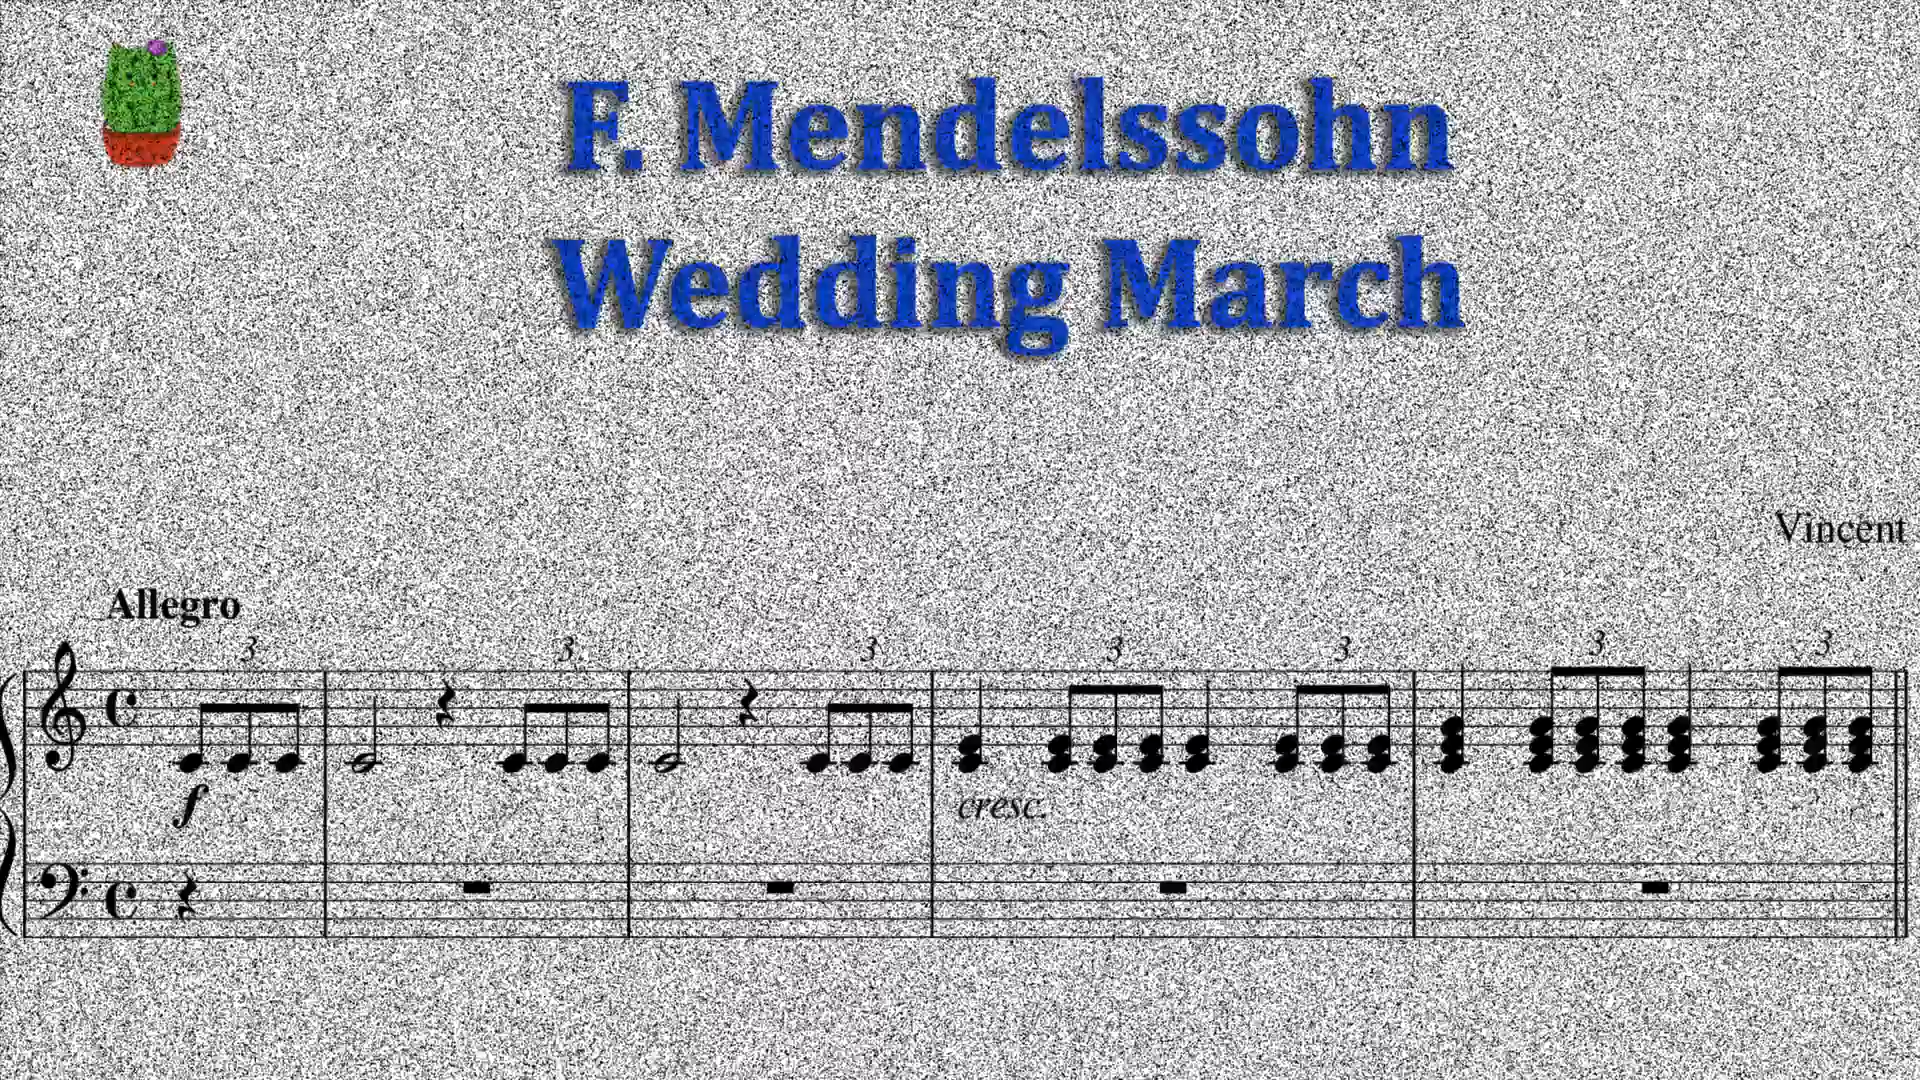 F. Mendelssohn
Wedding March
Vincent
Allegro
3 3 3 3 3 3 3
f
cresc.